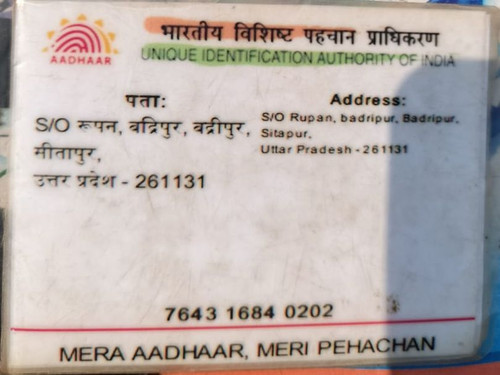 AADHAAR
भारतीय विशिष्ट पहचान प्राधिकरण
UNIQUE IDENTIFICATION AUTHORITY OF INDIA
पता:
S/O रूपन, बद्रिपुर, बद्रीपुर,
सीतापुर,
उत्तर प्रदेश - 261131
Address:
S/O Rupan, badripur, Badripur,
Sitapur,
Uttar Pradesh - 261131
7643 1684 0202
MERA AADHAAR, MERI PEHACHAN